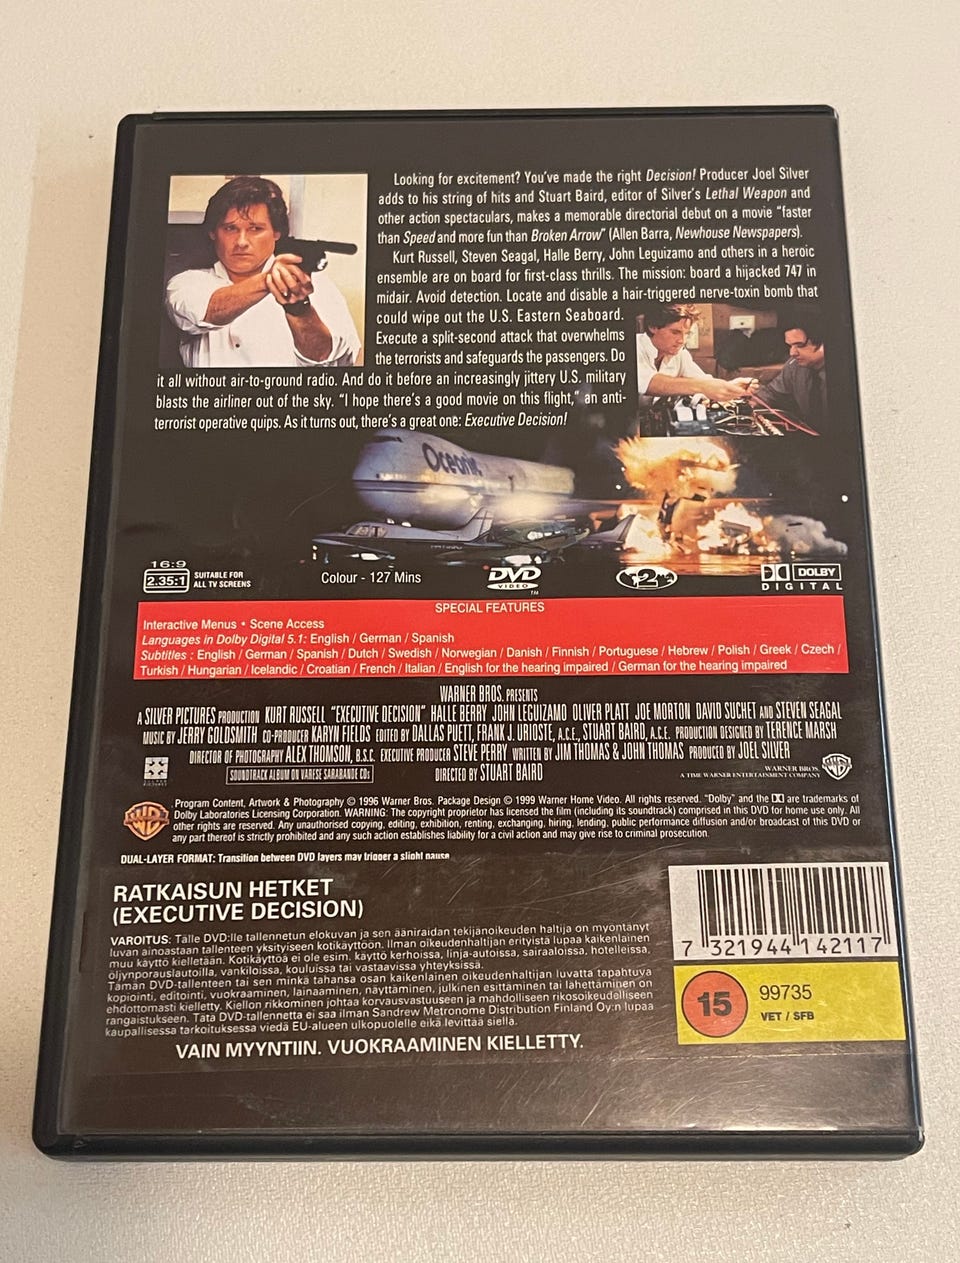 Looking for excitement? You've made the right Decision! Producer Joel Silver
adds to his string of hits and Stuart Baird, editor of Silver's Lethal Weapon and
other action spectaculars, makes a memorable directorial debut on a movie "faster
than Speed and more fun than Broken Arrow" (Allen Barra, Newhouse Newspapers).
Kurt Russell, Steven Seagal, Halle Berry, John Leguizamo and others in a heroic
ensemble are on board for first-class thrills. The mission: board a hijacked 747 in
midair. Avoid detection. Locate and disable a hair-triggered nerve-toxin bomb that
could wipe out the U.S. Eastern Seaboard.
Execute a split-second attack that overwhelms
the terrorists and safeguards the passengers. Do
it all without air-to-ground radio. And do it before an increasingly jittery U.S. military
blasts the airliner out of the sky. "I hope there's a good movie on this flight," an anti-
terrorist operative quips. As it turns out, there's a great one: Executive Decision!
Oceanic
16:9
2.35:1
SUITABLE FOR
ALL TV SCREENS
Colour - 127 Mins
DVD
VIDEO
TM
2
DOLBY
DIGITAL
SPECIAL FEATURES
Interactive Menus • Scene Access
Languages in Dolby Digital 5.1: English / German / Spanish
Subtitles : English / German / Spanish / Dutch / Swedish / Norwegian / Danish / Finnish / Portuguese / Hebrew / Polish / Greek / Czech /
Turkish / Hungarian / Icelandic / Croatian / French / Italian / English for the hearing impaired / German for the hearing impaired
WARNER BROS. PRESENTS
A SILVER PICTURES PRODUCTION KURT RUSSELL "EXECUTIVE DECISION" HALLE BERRY JOHN LEGUIZAMO OLIVER PLATT JOE MORTON DAVID SUCHET AND STEVEN SEAGAL
MUSIC BY JERRY GOLDSMITH CO-PRODUCER KARYN FIELDS EDITED BY DALLAS PUETT, FRANK J. URIOSTE, A.C.E., STUART BAIRD, A.C.E. PRODUCTION DESIGNED BY TERENCE MARSH
DIRECTOR OF PHOTOGRAPHY ALEX THOMSON, B.S.C. EXECUTIVE PRODUCER STEVE PERRY WRITTEN BY JIM THOMAS & JOHN THOMAS PRODUCED BY JOEL SILVER
SOUNDTRACK ALBUM ON VARESE SARABANDE CDs
DIRECTED BY STUART BAIRD
WARNER BROS.
A TIME WARNER ENTERTAINMENT COMPANY
Program Content, Artwork & Photography © 1996 Warner Bros. Package Design © 1999 Warner Home Video. All rights reserved. "Dolby" and the are trademarks of
Dolby Laboratories Licensing Corporation. WARNING: The copyright proprietor has licensed the film (including its soundtrack) comprised in this DVD for home use only. All
other rights are reserved. Any unauthorised copying, editing, exhibition, renting, exchanging, hiring, lending, public performance diffusion and/or broadcast of this DVD or
any part thereof is strictly prohibited and any such action establishes liability for a civil action and may give rise to criminal prosecution.
DUAL-LAYER FORMAT: Transition between DVD layers may trigger a slight pause
RATKAISUN HETKET
(EXECUTIVE DECISION)
VAROITUS: Tälle DVD:lle tallennetun elokuvan ja sen ääniraidan tekijänoikeuden haltija on myöntänyt
luvan ainoastaan tallenteen yksityiseen kotikäyttöön. Ilman oikeudenhaltijan erityistä lupaa kaikenlainen
muu käyttö kielletään. Kotikäyttöä ei ole esim. käyttö kerhoissa, linja-autoissa, sairaaloissa, hotelleissa,
öljynporauslautoilla, vankiloissa, kouluissa tai vastaavissa yhteyksissä.
Tämän DVD-tallenteen tai sen minkä tahansa osan kaikenlainen oikeudenhaltijan luvatta tapahtuva
kopiointi, editointi, vuokraaminen, lainaaminen, näyttäminen, julkinen esittäminen tai lähettäminen on
ehdottomasti kielletty. Kiellon rikkominen johtaa korvausvastuuseen ja mahdolliseen rikosoikeudelliseen
rangaistukseen. Tätä DVD-tallennetta ei saa ilman Sandrew Metronome Distribution Finland Oy:n lupaa
kaupallisessa tarkoituksessa viedä EU-alueen ulkopuolelle eikä levittää siellä.
VAIN MYYNTIIN. VUOKRAAMINEN KIELLETTY.
7 321944 142117
15
99735
VET / SFB